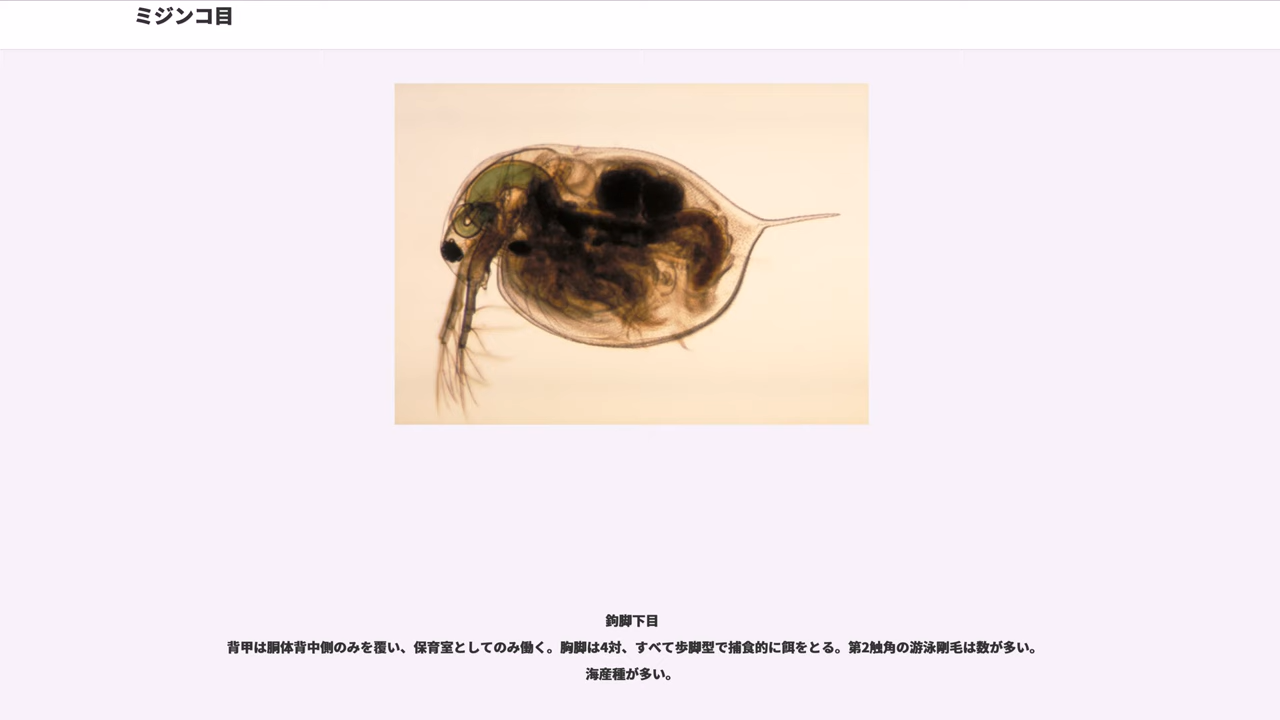 ミジンコ目
鉤脚下目
背甲は胴体背中側のみを覆い、保育室としてのみ働く。胸脚は4対、すべて歩脚型で捕食的に餌をとる。第2触角の游泳剛毛は数が多い。
海産種が多い。